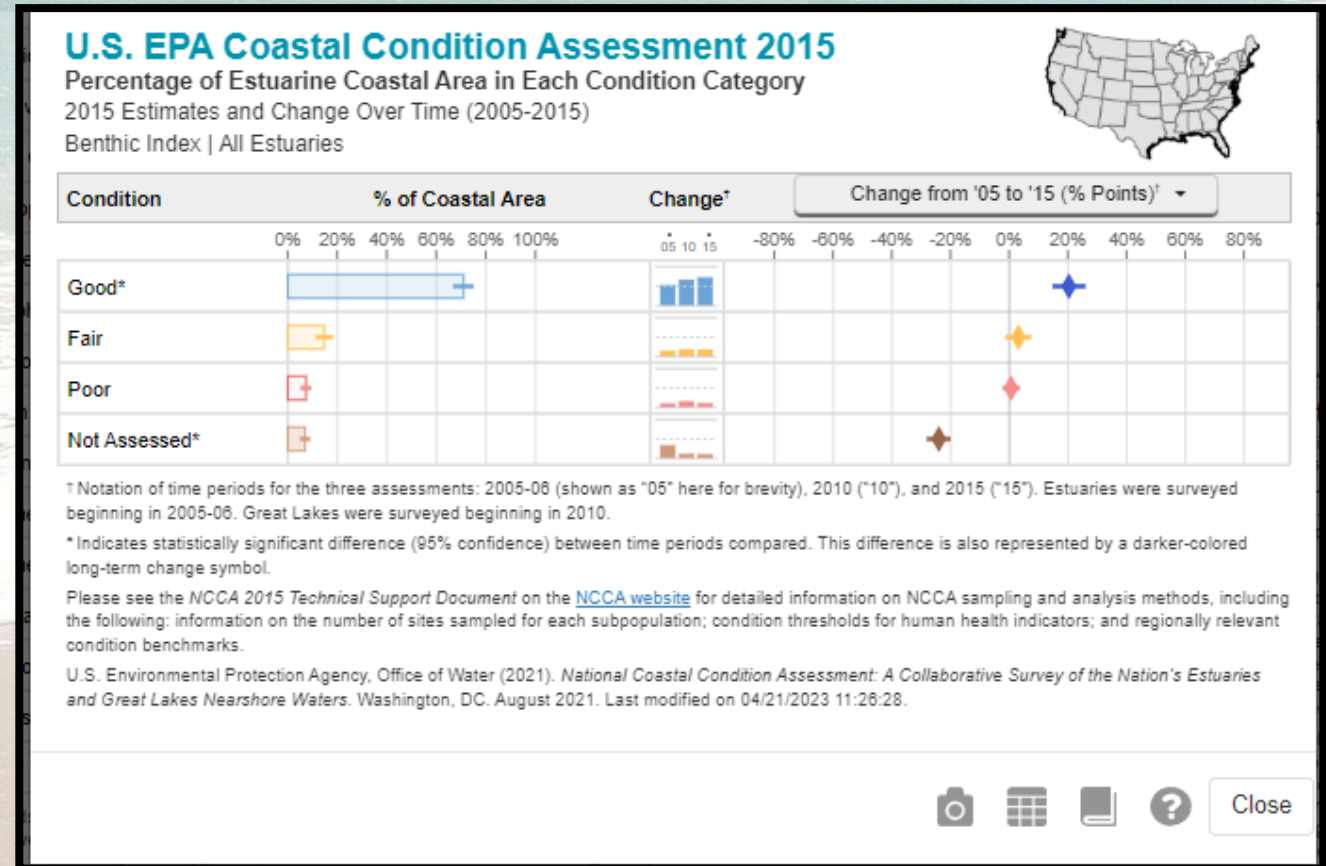 U.S. EPA Coastal Condition Assessment 2015
Percentage of Estuarine Coastal Area in Each Condition Category
2015 Estimates and Change Over Time (2005-2015)
Benthic Index | All Estuaries
Condition % of Coastal Area Change† Change from '05 to '15 (% Points)†
0% 20% 40% 60% 80% 100% 05 10 15 -80% -60% -40% -20% 0% 20% 40% 60% 80%
Good*
Fair
Poor
Not Assessed*
† Notation of time periods for the three assessments: 2005-06 (shown as "05" here for brevity), 2010 ("10"), and 2015 ("15"). Estuaries were surveyed
beginning in 2005-06. Great Lakes were surveyed beginning in 2010.
* Indicates statistically significant difference (95% confidence) between time periods compared. This difference is also represented by a darker-colored
long-term change symbol.
Please see the NCCA 2015 Technical Support Document on the NCCA website for detailed information on NCCA sampling and analysis methods, including
the following: information on the number of sites sampled for each subpopulation; condition thresholds for human health indicators; and regionally relevant
condition benchmarks.
U.S. Environmental Protection Agency, Office of Water (2021). National Coastal Condition Assessment: A Collaborative Survey of the Nation's Estuaries
and Great Lakes Nearshore Waters. Washington, DC. August 2021. Last modified on 04/21/2023 11:26:28.
?
Close